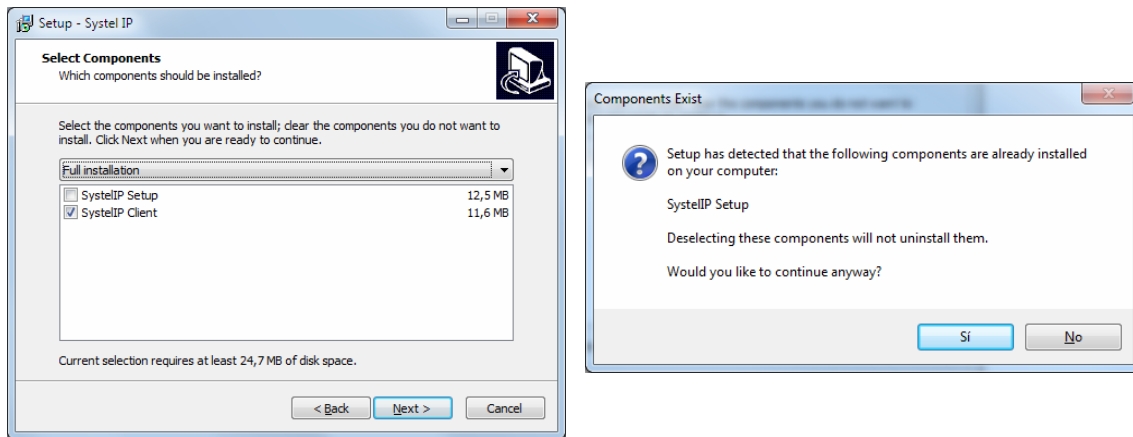 Setup - Systel IP
Select Components
Which components should be installed?
Select the components you want to install; clear the components you do not want to
install. Click Next when you are ready to continue.
Full installation
SystelIP Setup 12,5 MB
SystelIP Client 11,6 MB
Current selection requires at least 24,7 MB of disk space.
< Back Next > Cancel
Components Exist
Setup has detected that the following components are already installed
on your computer:
SystelIP Setup
Deselecting these components will not uninstall them.
Would you like to continue anyway?
Sí No